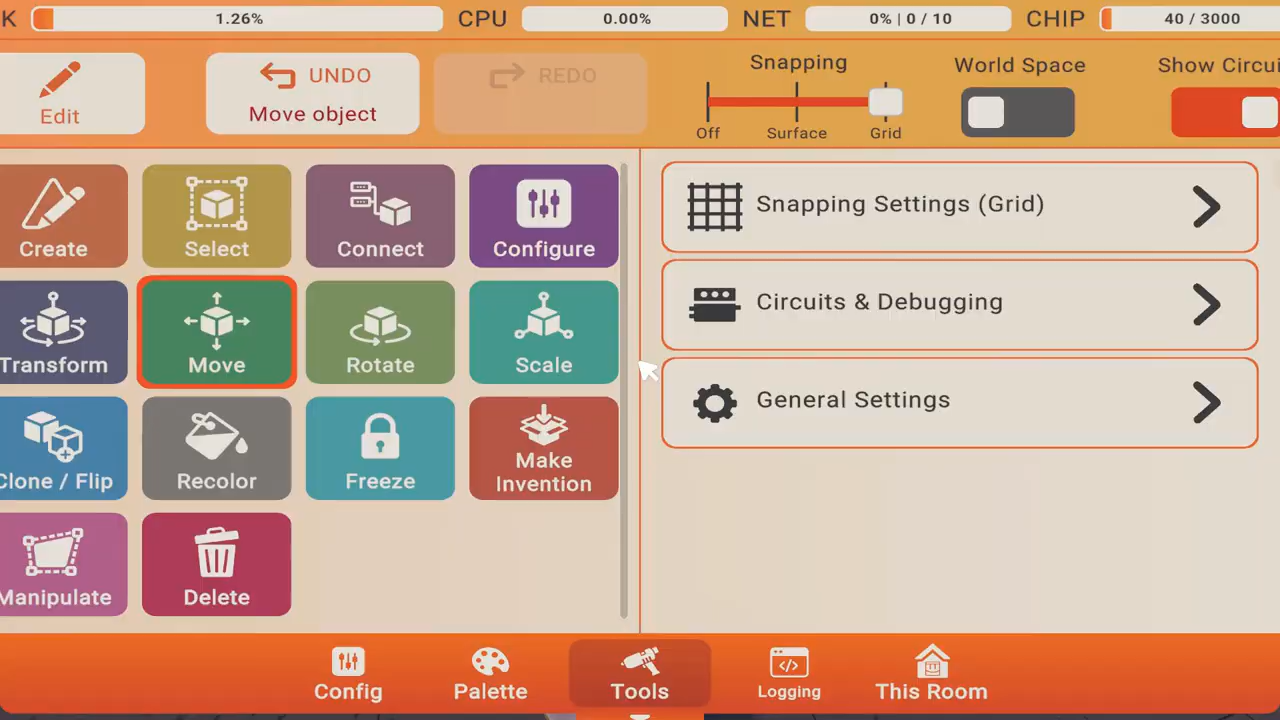 K 1.26% CPU 0.00% NET 0% | 0 / 10 CHIP 40 / 3000
Edit
UNDO
Move object
REDO
Snapping
Off Surface Grid
World Space
Show Circui
Create
Select
Connect
Configure
Transform
Move
Rotate
Scale
Clone / Flip
Recolor
Freeze
Make
Invention
Manipulate
Delete
Snapping Settings (Grid)
Circuits & Debugging
General Settings
Config
Palette
Tools
Logging
This Room